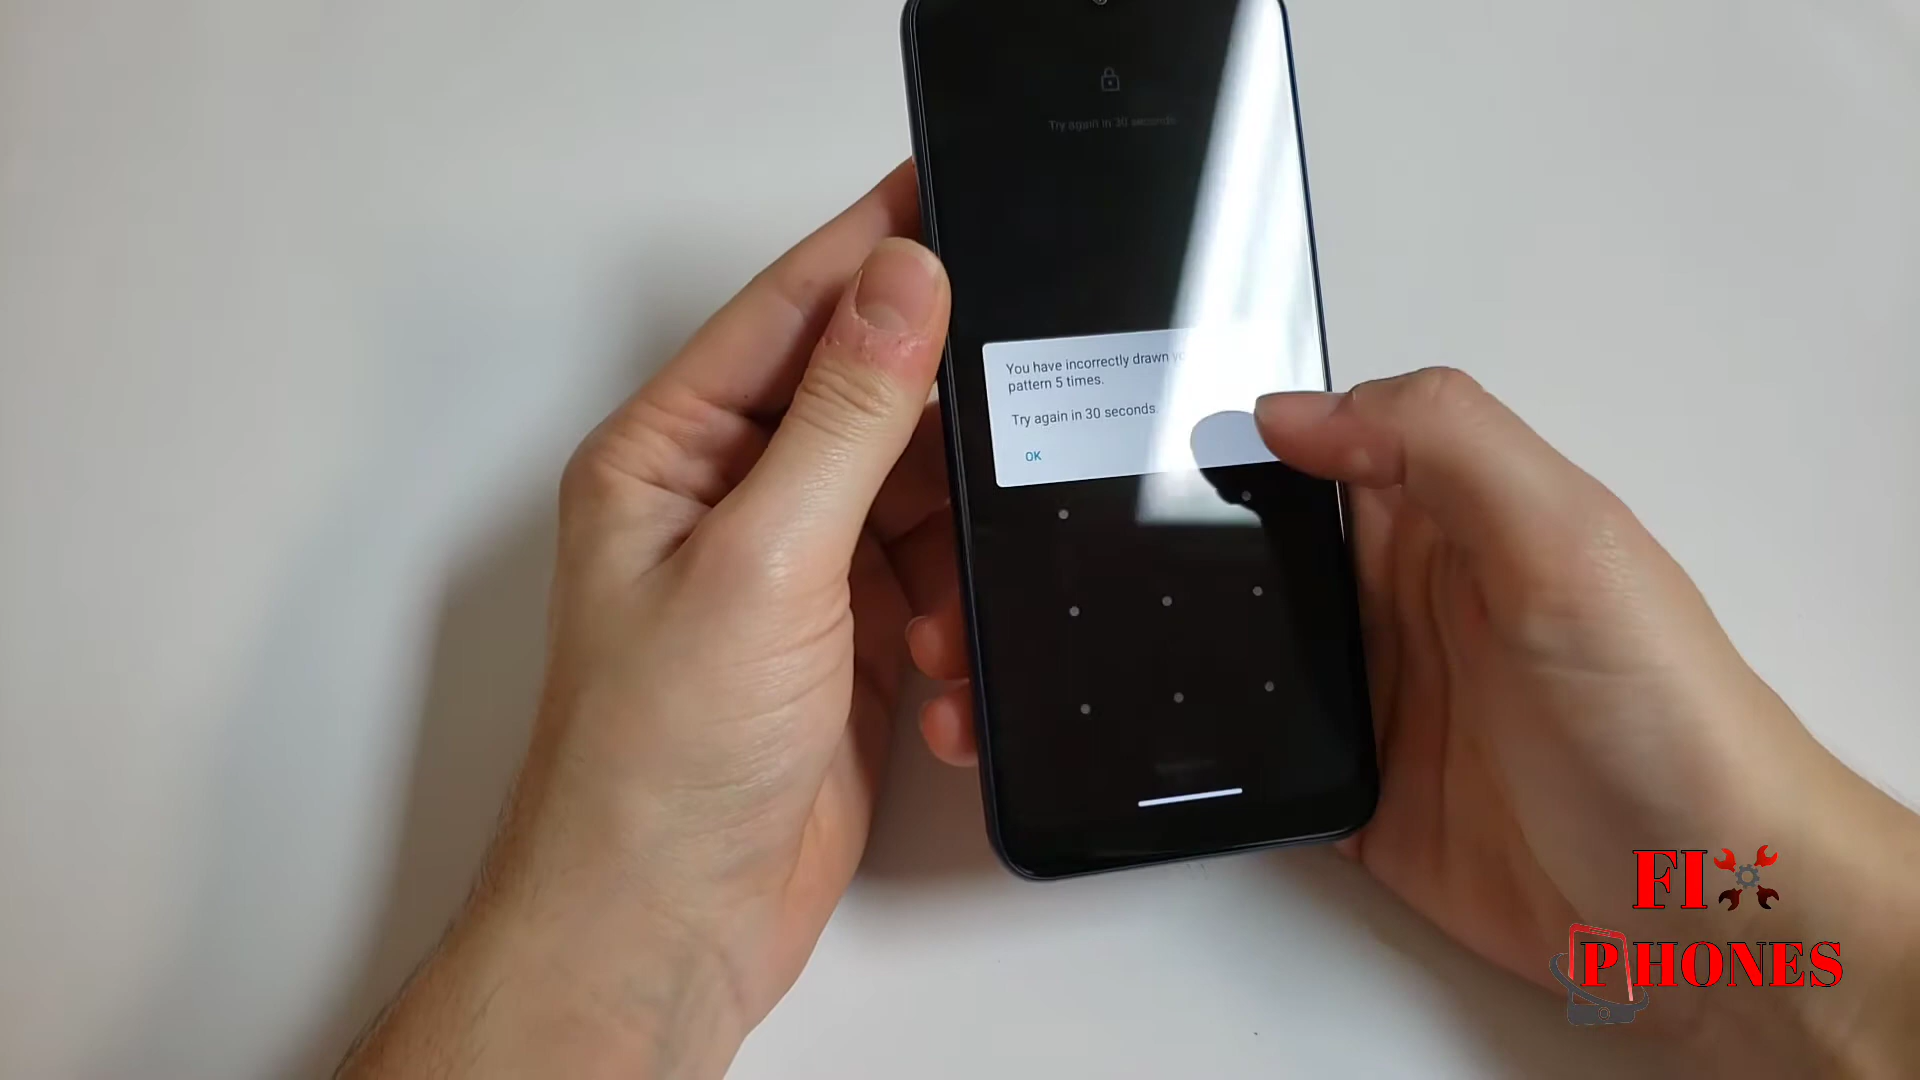 Try again in 30 seconds.
You have incorrectly drawn
pattern 5 times.
Try again in 30 seconds.
OK
FIX
PHONES